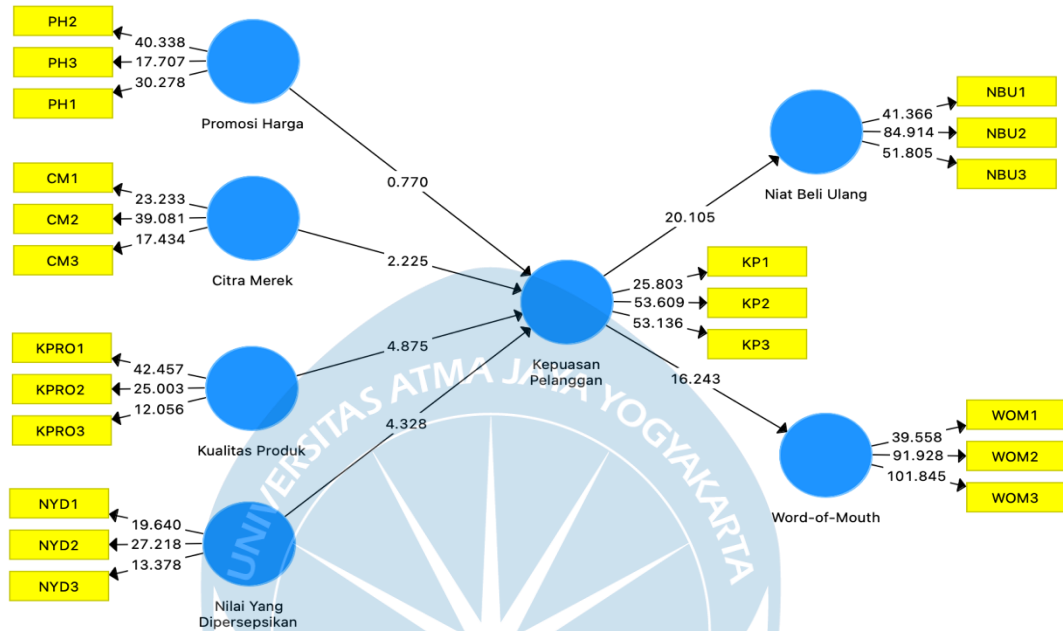 PH2
40.338
PH3
17.707
PH1
30.278
Promosi Harga
0.770
CM1
23.233
CM2
39.081
CM3
17.434
Citra Merek
2.225
KPRO1
42.457
KPRO2
25.003
KPRO3
12.056
Kualitas Produk
4.875
NYD1
19.640
NYD2
27.218
NYD3
13.378
Nilai Yang
Dipersepsikan
4.328
Kepuasan
Pelanggan
KP1
25.803
KP2
53.609
KP3
53.136
20.105
NBU1
41.366
NBU2
84.914
NBU3
51.805
Niat Beli Ulang
16.243
WOM1
39.558
WOM2
91.928
WOM3
101.845
Word-of-Mouth
UNIVERSITAS ATMA JAYA YOGYAKARTA